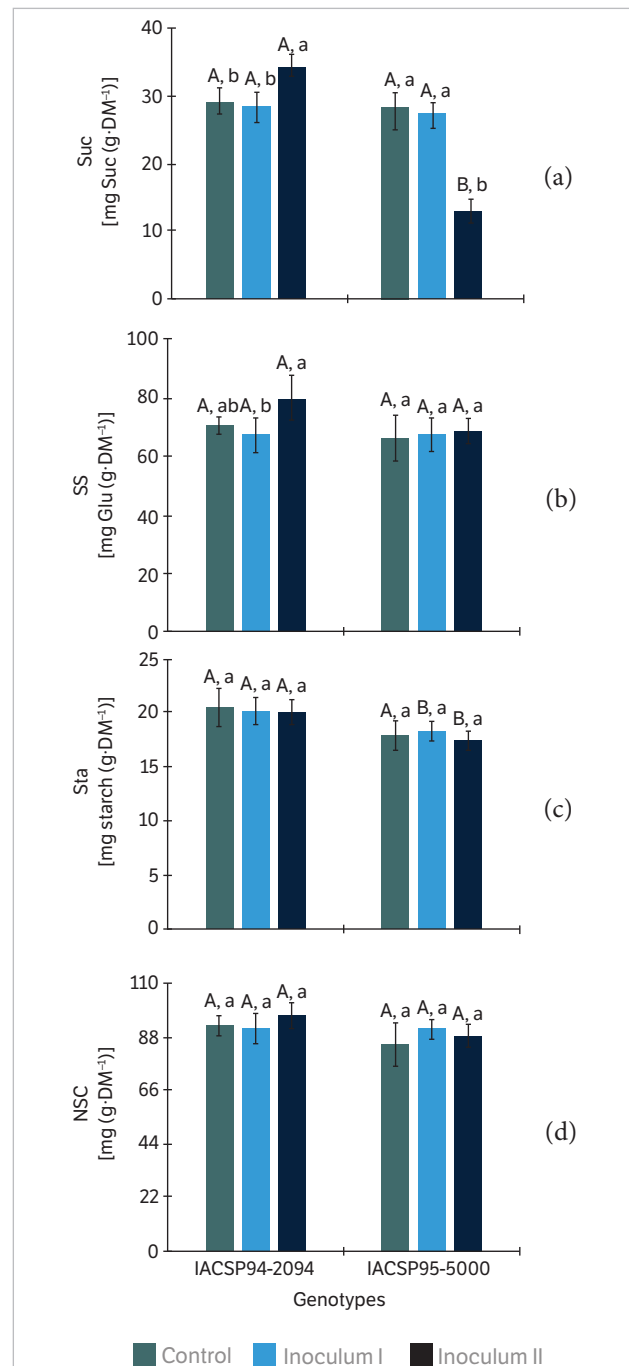 40
30
20
10
0
Suc
[mg Suc (g·DM⁻¹)]
A, b A, b A, a A, a A, a B, b
(a)
100
80
60
40
20
0
SS
[mg Glu (g·DM⁻¹)]
A, ab A, b A, a A, a A, a A, a
(b)
25
20
15
10
5
0
Sta
[mg starch (g·DM⁻¹)]
A, a A, a A, a A, a B, a B, a
(c)
110
88
66
44
22
0
NSC
[mg (g·DM⁻¹)]
A, a A, a A, a A, a A, a A, a
(d)
IACSP94-2094 IACSP95-5000
Genotypes
Control Inoculum I Inoculum II